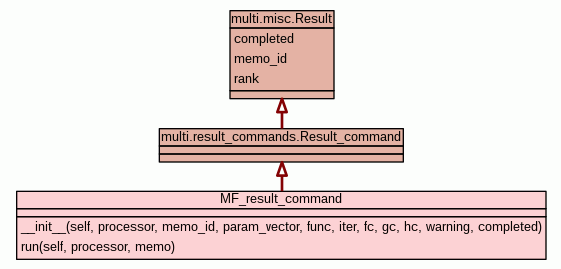 multi.misc.Result
completed
memo_id
rank
multi.result_commands.Result_command
MF_result_command
__init__(self, processor, memo_id, param_vector, func, iter, fc, gc, hc, warning, completed)
run(self, processor, memo)